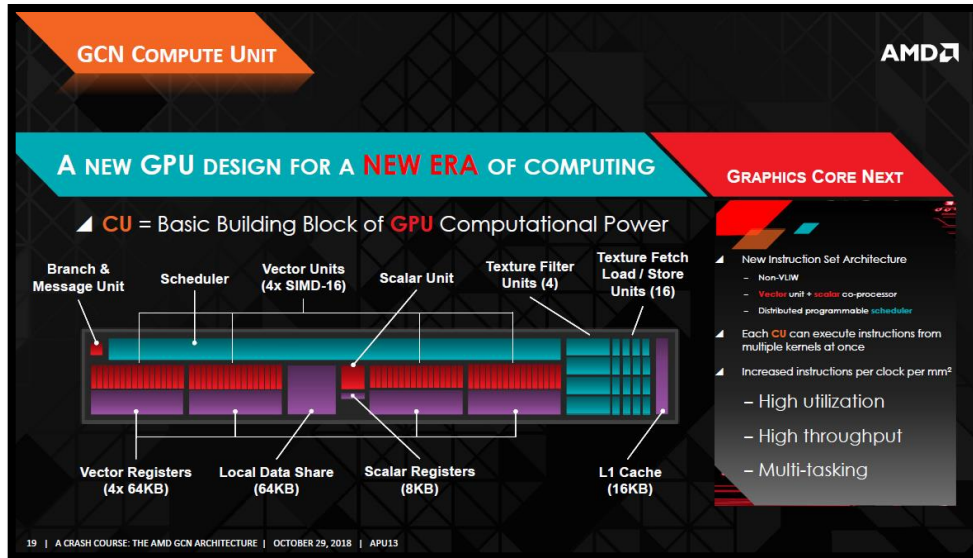 GCN COMPUTE UNIT
AMD
A NEW GPU DESIGN FOR A NEW ERA OF COMPUTING
GRAPHICS CORE NEXT
CU = Basic Building Block of GPU Computational Power
Branch &
Message Unit
Scheduler
Vector Units
(4x SIMD-16)
Scalar Unit
Texture Filter
Units (4)
Texture Fetch
Load / Store
Units (16)
Vector Registers
(4x 64KB)
Local Data Share
(64KB)
Scalar Registers
(8KB)
L1 Cache
(16KB)
New Instruction Set Architecture
– Non-VLIW
– Vector unit + scalar co-processor
– Distributed programmable scheduler
Each CU can execute instructions from
multiple kernels at once
Increased instructions per clock per mm²
– High utilization
– High throughput
– Multi-tasking
19 | A CRASH COURSE: THE AMD GCN ARCHITECTURE | OCTOBER 29, 2018 | APU13